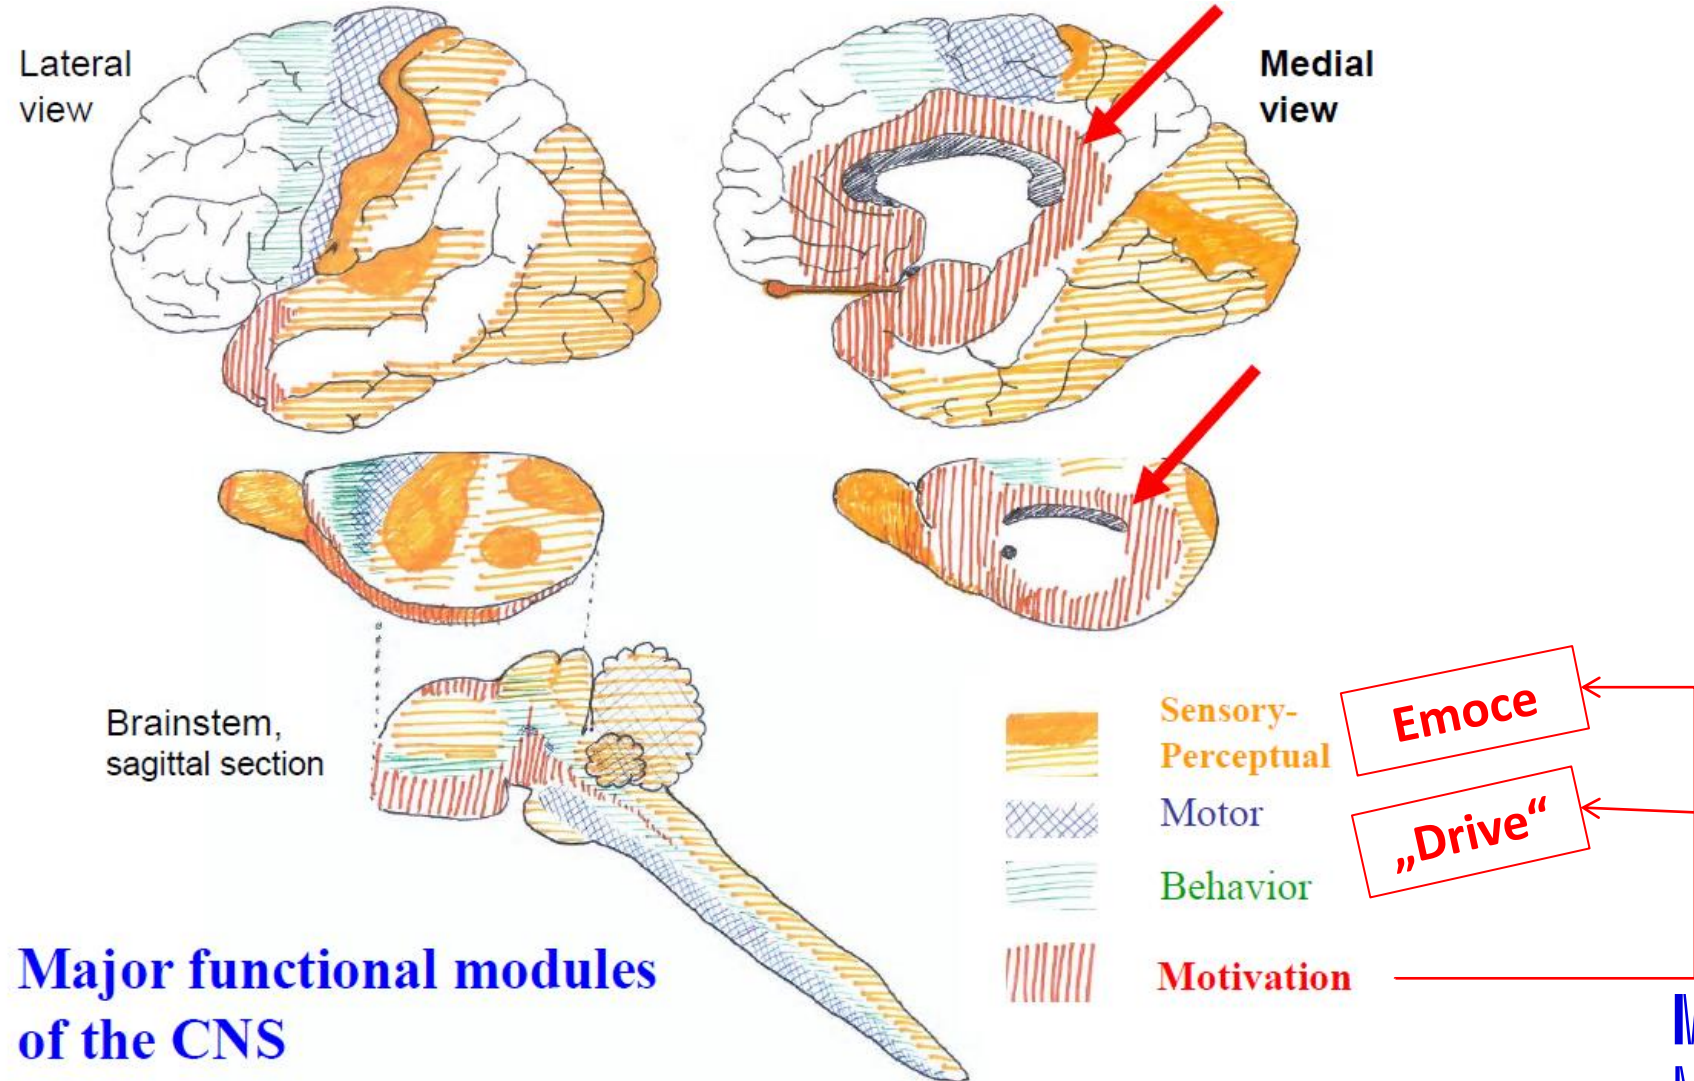 Lateral
view
Medial
view
Brainstem,
sagittal section
Sensory-
Perceptual
Motor
Behavior
Motivation
Emoce
„Drive“
Major functional modules
of the CNS